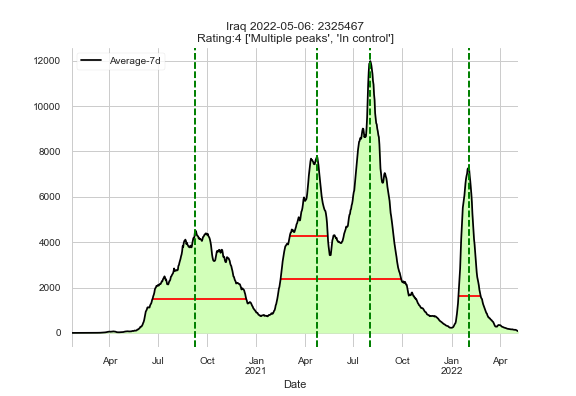 Iraq 2022-05-06: 2325467
Rating:4 ['Multiple peaks', 'In control']
Average-7d
12000
10000
8000
6000
4000
2000
0
Apr Jul Oct Jan Apr Jul Oct Jan Apr
2021 2022
Date